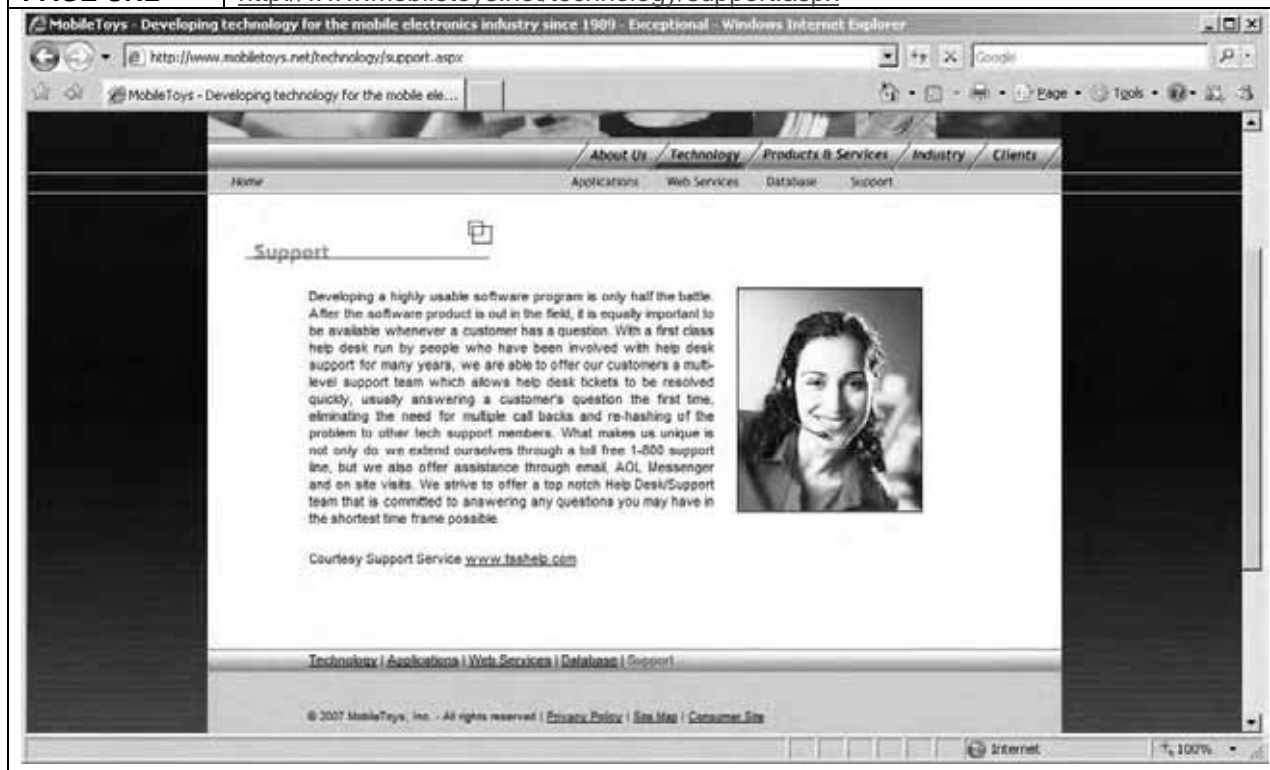 http://www.mobiletoys.net/technology/support.aspx
MobileToys - Developing technology for the mobile electronics industry since 1989 - Exceptional - Windows Internet Explorer
http://www.mobiletoys.net/technology/support.aspx
Google
MobileToys - Developing technology for the mobile ele...
Page
Tools
About Us
Technology
Products & Services
Industry
Clients
Home
Applications
Web Services
Database
Support
Support
Developing a highly usable software program is only half the battle.
After the software product is out in the field, it is equally important to
be available whenever a customer has a question. With a first class
help desk run by people who have been involved with help desk
support for many years, we are able to offer our customers a multi-
level support team which allows help desk tickets to be resolved
quickly, usually answering a customer's question the first time,
eliminating the need for multiple call backs and re-hashing of the
problem to other tech support members. What makes us unique is
not only do we extend ourselves through a toll free 1-800 support
line, but we also offer assistance through email, AOL Messenger
and on site visits. We strive to offer a top notch Help Desk/Support
team that is committed to answering any questions you may have in
the shortest time frame possible.
Courtesy Support Service
Technology | Applications | Web Services | Database | Support
© 2007 MobileToys, Inc. - All rights reserved | Privacy Policy | Site Map | Consumer Site
Internet
100%